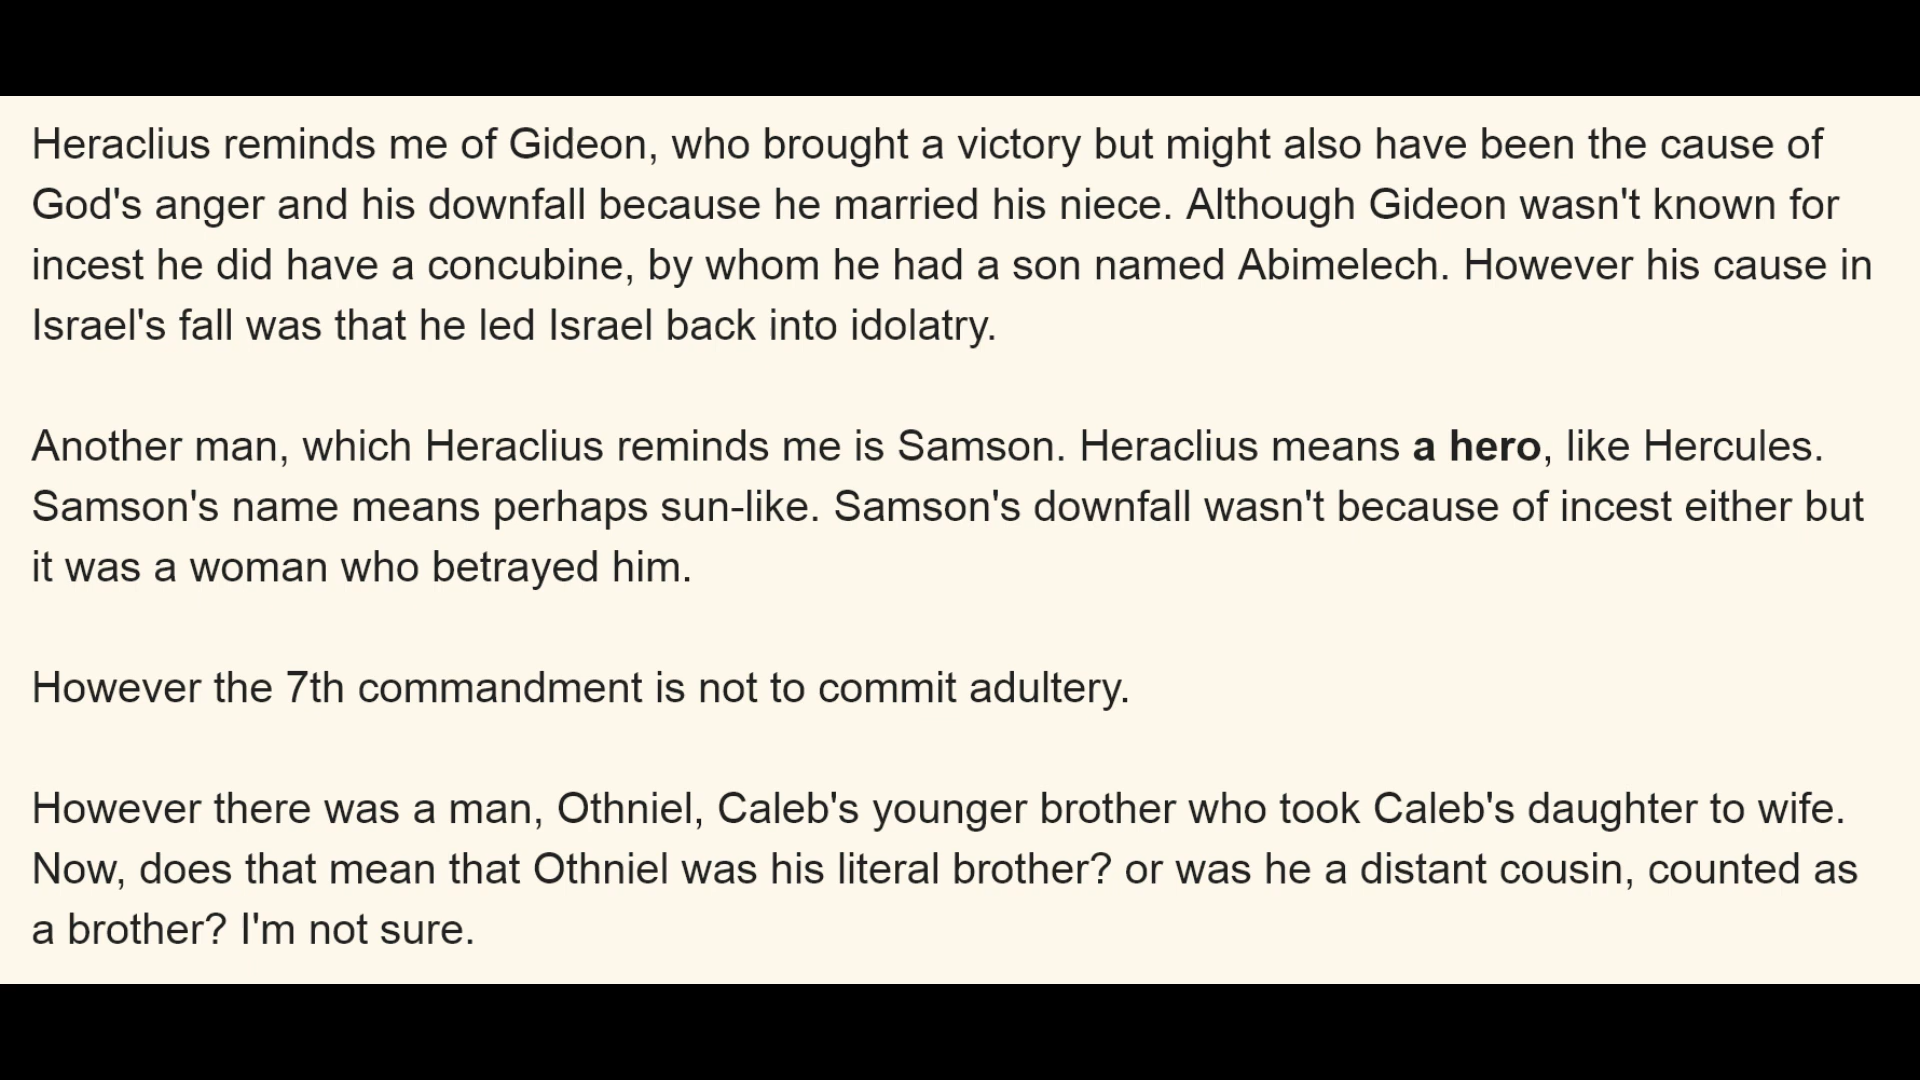 Heraclius reminds me of Gideon, who brought a victory but might also have been the cause of
God's anger and his downfall because he married his niece. Although Gideon wasn't known for
incest he did have a concubine, by whom he had a son named Abimelech. However his cause in
Israel's fall was that he led Israel back into idolatry.
Another man, which Heraclius reminds me is Samson. Heraclius means a hero, like Hercules.
Samson's name means perhaps sun-like. Samson's downfall wasn't because of incest either but
it was a woman who betrayed him.
However the 7th commandment is not to commit adultery.
However there was a man, Othniel, Caleb's younger brother who took Caleb's daughter to wife.
Now, does that mean that Othniel was his literal brother? or was he a distant cousin, counted as
a brother? I'm not sure.